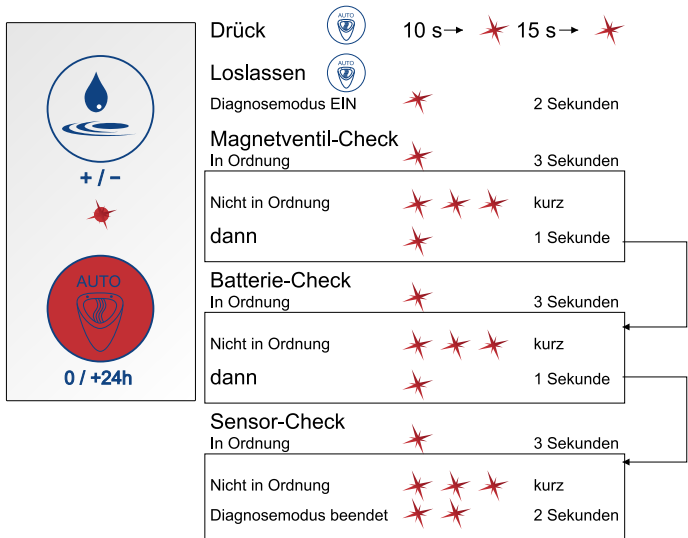 + / −
AUTO
0 / +24h
Drück AUTO 10 s→ 15 s→
Loslassen AUTO
Diagnosemodus EIN 2 Sekunden
Magnetventil-Check
In Ordnung 3 Sekunden
Nicht in Ordnung kurz
dann 1 Sekunde
Batterie-Check
In Ordnung 3 Sekunden
Nicht in Ordnung kurz
dann 1 Sekunde
Sensor-Check
In Ordnung 3 Sekunden
Nicht in Ordnung kurz
Diagnosemodus beendet 2 Sekunden